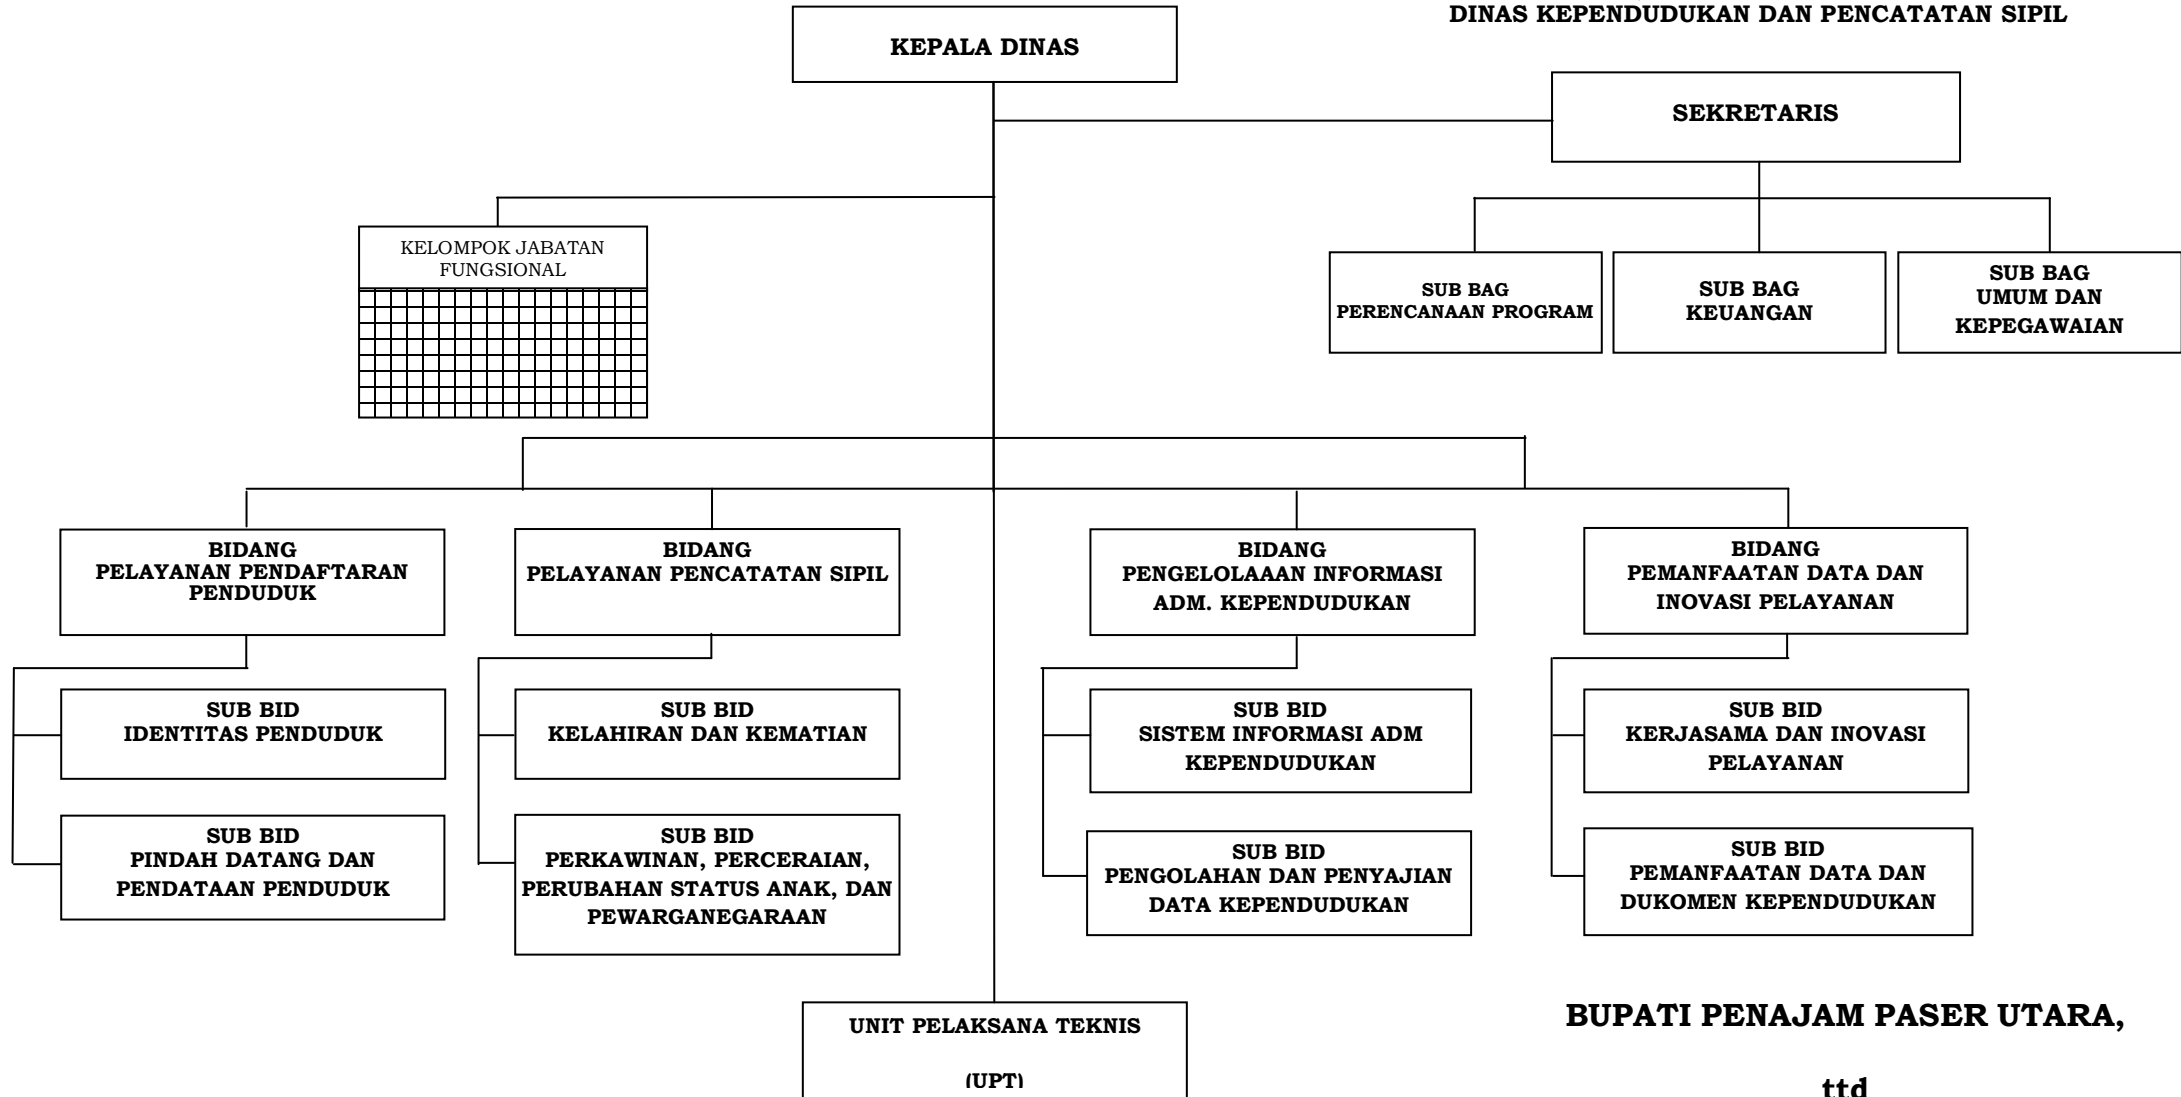 DINAS KEPENDUDUKAN DAN PENCATATAN SIPIL
KEPALA DINAS
SEKRETARIS
KELOMPOK JABATAN
FUNGSIONAL
SUB BAG
PERENCANAAN PROGRAM
SUB BAG
KEUANGAN
SUB BAG
UMUM DAN
KEPEGAWAIAN
BIDANG
PELAYANAN PENDAFTARAN
PENDUDUK
BIDANG
PELAYANAN PENCATATAN SIPIL
BIDANG
PENGELOLAAAN INFORMASI
ADM. KEPENDUDUKAN
BIDANG
PEMANFAATAN DATA DAN
INOVASI PELAYANAN
SUB BID
IDENTITAS PENDUDUK
SUB BID
KELAHIRAN DAN KEMATIAN
SUB BID
SISTEM INFORMASI ADM
KEPENDUDUKAN
SUB BID
KERJASAMA DAN INOVASI
PELAYANAN
SUB BID
PINDAH DATANG DAN
PENDATAAN PENDUDUK
SUB BID
PERKAWINAN, PERCERAIAN,
PERUBAHAN STATUS ANAK, DAN
PEWARGANEGARAAN
SUB BID
PENGOLAHAN DAN PENYAJIAN
DATA KEPENDUDUKAN
SUB BID
PEMANFAATAN DATA DAN
DUKOMEN KEPENDUDUKAN
UNIT PELAKSANA TEKNIS
(UPT)
BUPATI PENAJAM PASER UTARA,
ttd